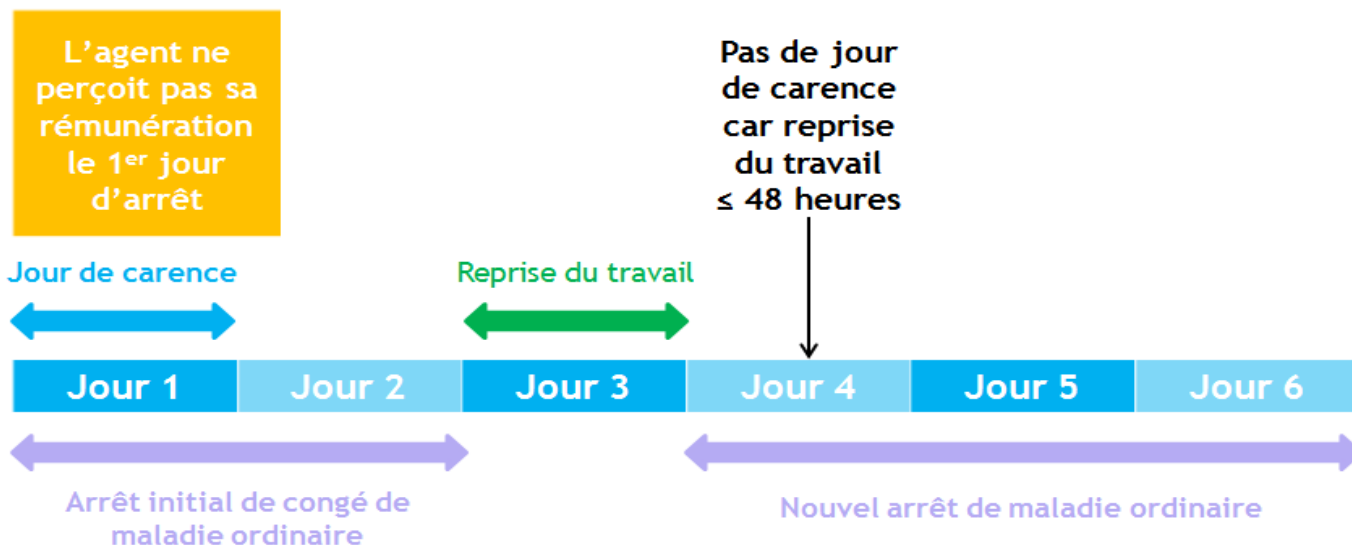 L’agent ne
perçoit pas sa
rémunération
le 1er jour
d’arrêt
Pas de jour
de carence
car reprise
du travail
≤ 48 heures
Jour de carence
Reprise du travail
Jour 1
Jour 2
Jour 3
Jour 4
Jour 5
Jour 6
Arrêt initial de congé de
maladie ordinaire
Nouvel arrêt de maladie ordinaire